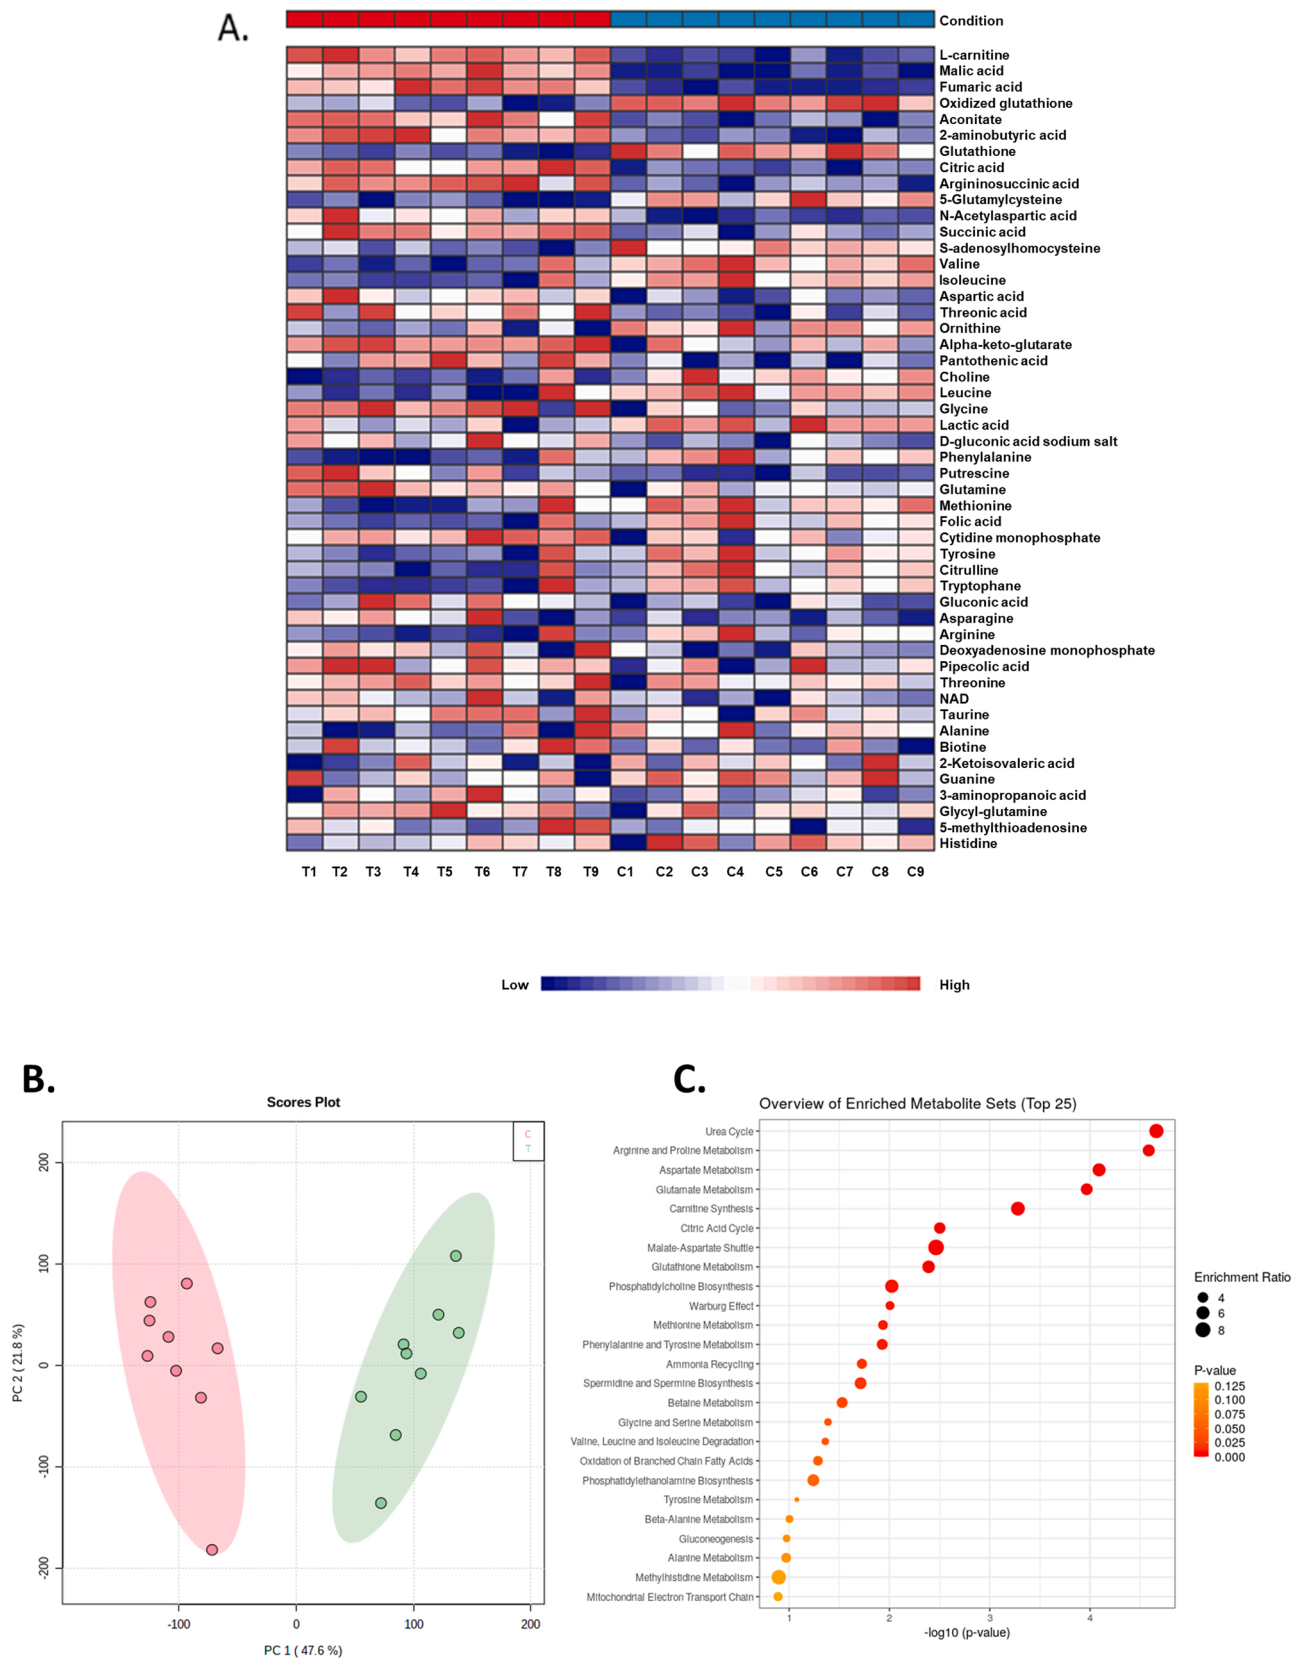 A.
Condition
L-carnitine
Malic acid
Fumaric acid
Oxidized glutathione
Aconitate
2-aminobutyric acid
Glutathione
Citric acid
Argininosuccinic acid
5-Glutamylcysteine
N-Acetylaspartic acid
Succinic acid
S-adenosylhomocysteine
Valine
Isoleucine
Aspartic acid
Threonic acid
Ornithine
Alpha-keto-glutarate
Pantothenic acid
Choline
Leucine
Glycine
Lactic acid
D-gluconic acid sodium salt
Phenylalanine
Putrescine
Glutamine
Methionine
Folic acid
Cytidine monophosphate
Tyrosine
Citrulline
Tryptophane
Gluconic acid
Asparagine
Arginine
Deoxyadenosine monophosphate
Pipecolic acid
Threonine
NAD
Taurine
Alanine
Biotine
2-Ketoisovaleric acid
Guanine
3-aminopropanoic acid
Glycyl-glutamine
5-methylthioadenosine
Histidine
T1 T2 T3 T4 T5 T6 T7 T8 T9 C1 C2 C3 C4 C5 C6 C7 C8 C9
Low High
B.
Scores Plot
C
T
200
100
0
-100
-200
PC 2 ( 21.8 %)
-100 0 100 200
PC 1 ( 47.6 %)
C.
Overview of Enriched Metabolite Sets (Top 25)
Urea Cycle
Arginine and Proline Metabolism
Aspartate Metabolism
Glutamate Metabolism
Carnitine Synthesis
Citric Acid Cycle
Malate-Aspartate Shuttle
Glutathione Metabolism
Phosphatidylcholine Biosynthesis
Warburg Effect
Methionine Metabolism
Phenylalanine and Tyrosine Metabolism
Ammonia Recycling
Spermidine and Spermine Biosynthesis
Betaine Metabolism
Glycine and Serine Metabolism
Valine, Leucine and Isoleucine Degradation
Oxidation of Branched Chain Fatty Acids
Phosphatidylethanolamine Biosynthesis
Tyrosine Metabolism
Beta-Alanine Metabolism
Gluconeogenesis
Alanine Metabolism
Methylhistidine Metabolism
Mitochondrial Electron Transport Chain
1 2 3 4
-log10 (p-value)
Enrichment Ratio
4
6
8
P-value
0.125
0.100
0.075
0.050
0.025
0.000